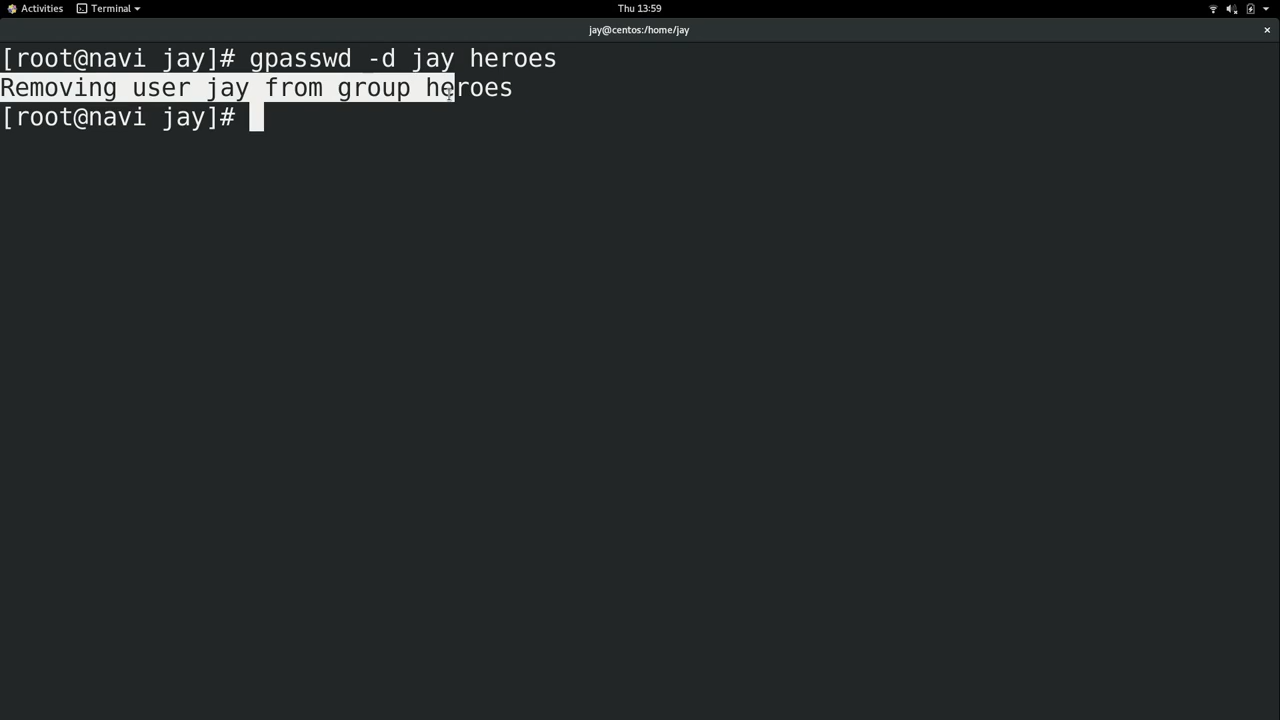 Activities Terminal Thu 13:59
jay@centos:/home/jay ×
[root@navi jay]# gpasswd -d jay heroes
Removing user jay from group heroes
[root@navi jay]#